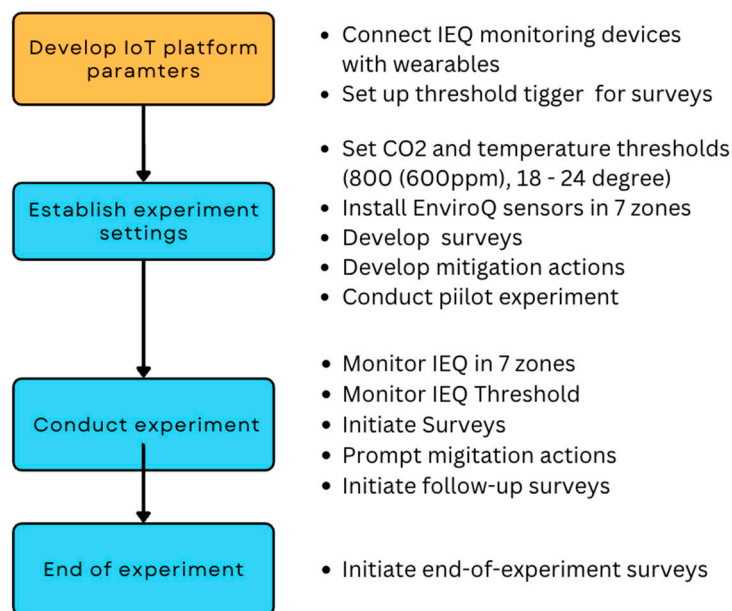 Develop IoT platform
paramters
• Connect IEQ monitoring devices
with wearables
• Set up threshold tigger for surveys
Establish experiment
settings
• Set CO2 and temperature thresholds
(800 (600ppm), 18 - 24 degree)
• Install EnviroQ sensors in 7 zones
• Develop surveys
• Develop mitigation actions
• Conduct piilot experiment
Conduct experiment
• Monitor IEQ in 7 zones
• Monitor IEQ Threshold
• Initiate Surveys
• Prompt migitation actions
• Initiate follow-up surveys
End of experiment
• Initiate end-of-experiment surveys